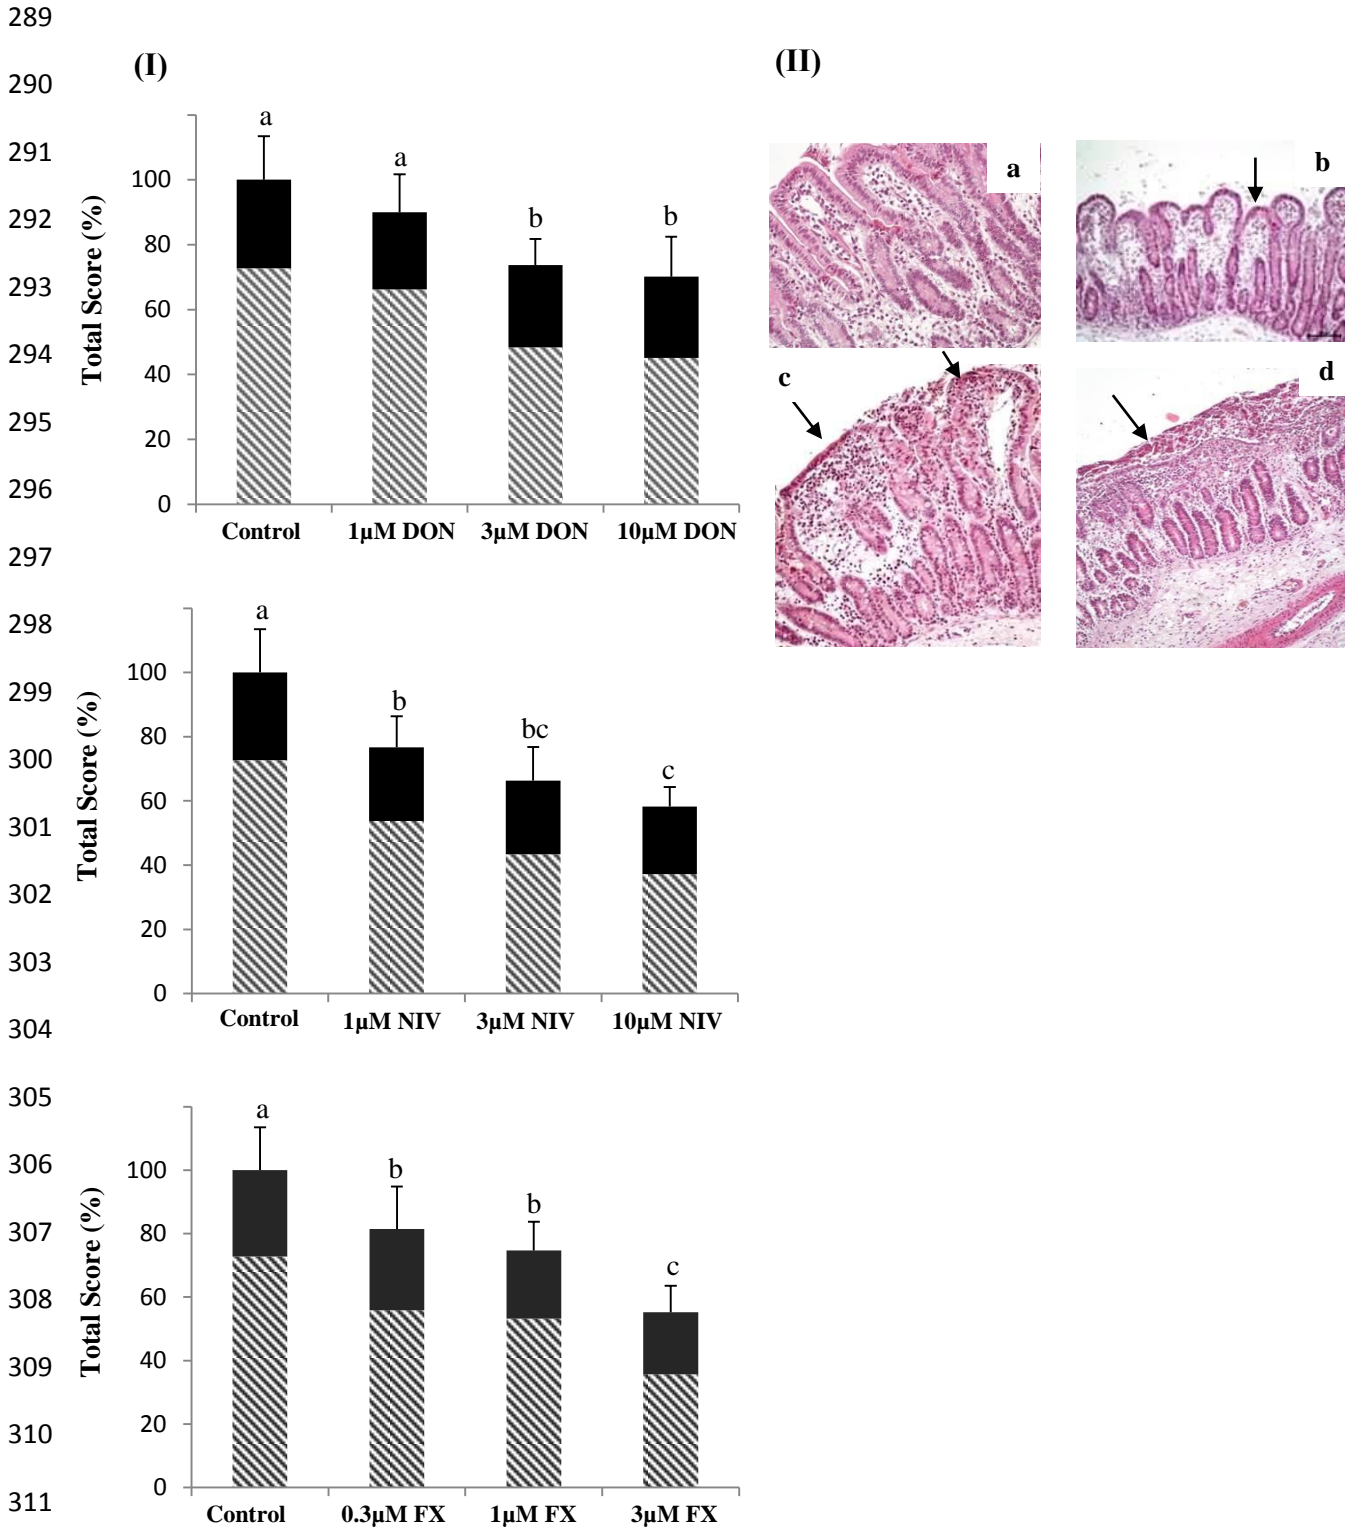 289
(I)
(II)
290
291
292
293
294
295
296
297
298
299
300
301
302
303
304
305
306
307
308
309
310
311
Total Score (%)
100
80
60
40
20
0
a
a
b
b
Control 1µM DON 3µM DON 10µM DON
Total Score (%)
100
80
60
40
20
0
a
b
bc
c
Control 1µM NIV 3µM NIV 10µM NIV
Total Score (%)
100
80
60
40
20
0
a
b
b
c
Control 0.3µM FX 1µM FX 3µM FX
a
b
c
d